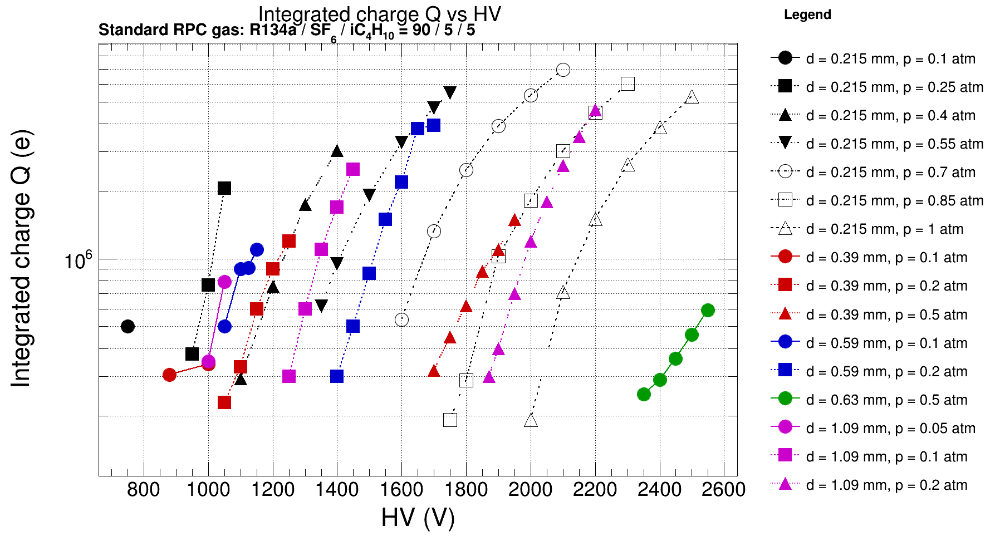 Integrated charge Q vs HV
Legend
Standard RPC gas: R134a / SF6 / iC4H10 = 90 / 5 / 5
d = 0.215 mm, p = 0.1 atm
d = 0.215 mm, p = 0.25 atm
d = 0.215 mm, p = 0.4 atm
d = 0.215 mm, p = 0.55 atm
d = 0.215 mm, p = 0.7 atm
d = 0.215 mm, p = 0.85 atm
d = 0.215 mm, p = 1 atm
d = 0.39 mm, p = 0.1 atm
d = 0.39 mm, p = 0.2 atm
d = 0.39 mm, p = 0.5 atm
d = 0.59 mm, p = 0.1 atm
d = 0.59 mm, p = 0.2 atm
d = 0.63 mm, p = 0.5 atm
d = 1.09 mm, p = 0.05 atm
d = 1.09 mm, p = 0.1 atm
d = 1.09 mm, p = 0.2 atm
Integrated charge Q (e)
10^6
800 1000 1200 1400 1600 1800 2000 2200 2400 2600
HV (V)